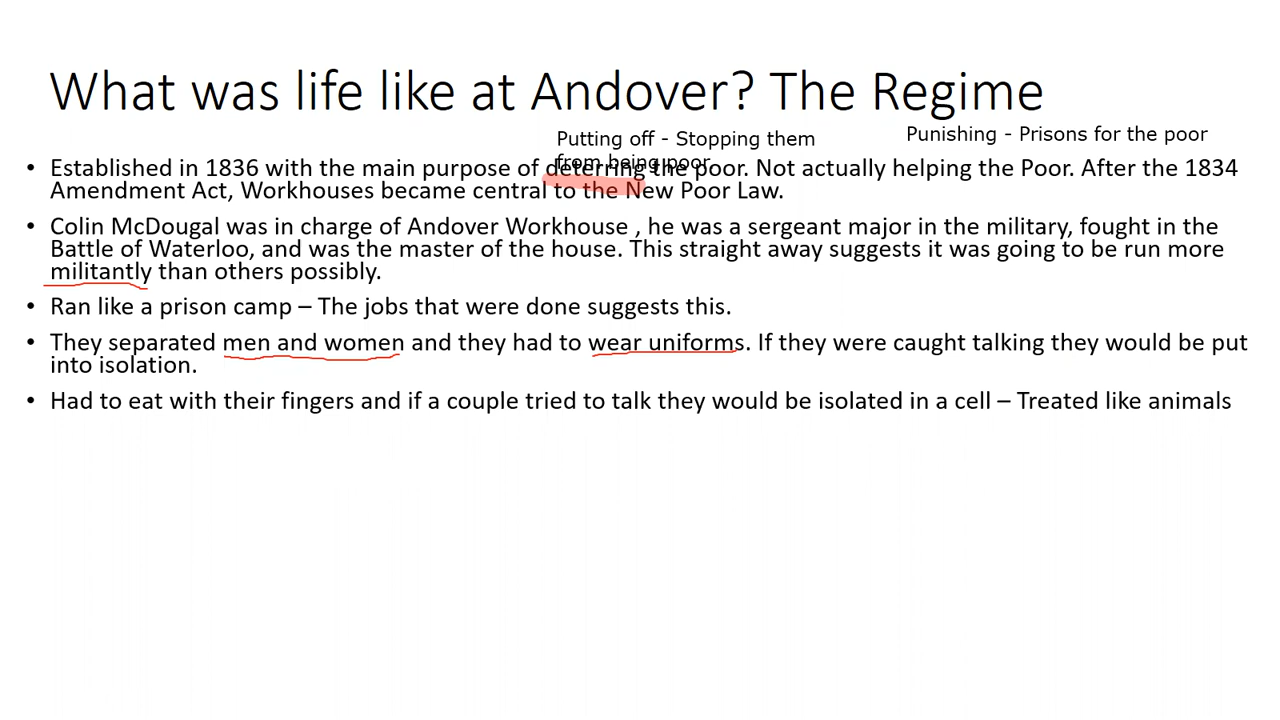 What was life like at Andover? The Regime
Putting off - Stopping them
from being poor
Punishing - Prisons for the poor
• Established in 1836 with the main purpose of deterring the poor. Not actually helping the Poor. After the 1834
Amendment Act, Workhouses became central to the New Poor Law.
• Colin McDougal was in charge of Andover Workhouse , he was a sergeant major in the military, fought in the
Battle of Waterloo, and was the master of the house. This straight away suggests it was going to be run more
militantly than others possibly.
• Ran like a prison camp – The jobs that were done suggests this.
• They separated men and women and they had to wear uniforms. If they were caught talking they would be put
into isolation.
• Had to eat with their fingers and if a couple tried to talk they would be isolated in a cell – Treated like animals